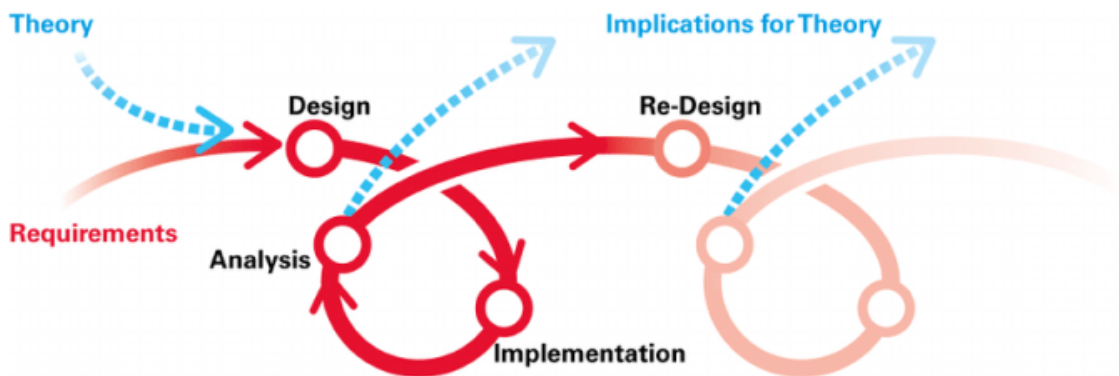 Theory
Implications for Theory
Design
Re-Design
Requirements
Analysis
Implementation